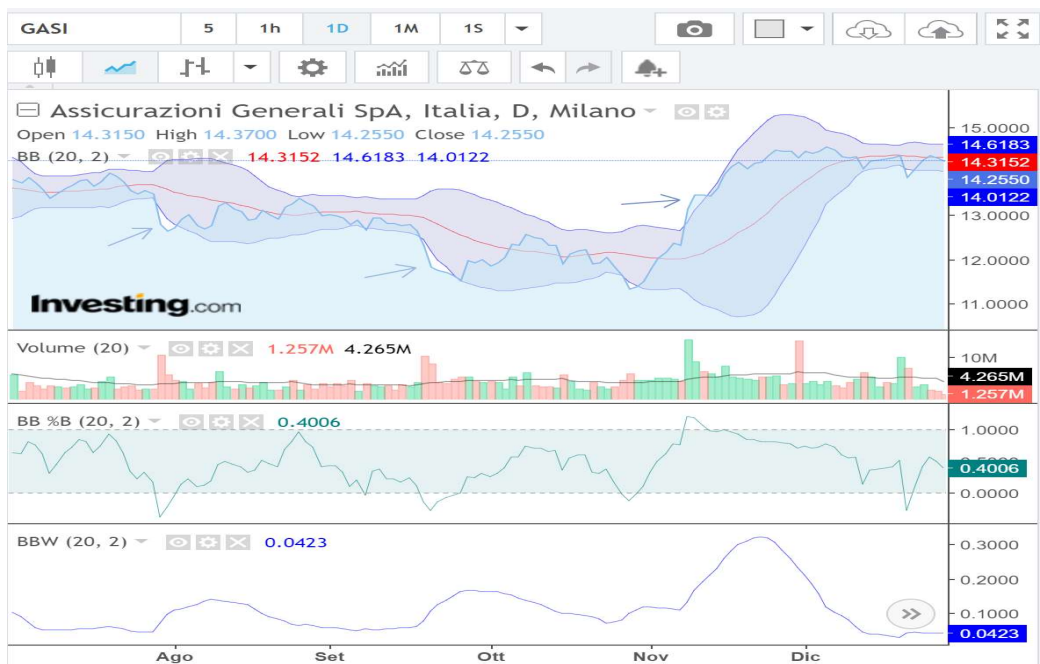 GASI 5 1h 1D 1M 1S
Assicurazioni Generali SpA, Italia, D, Milano
Open 14.3150 High 14.3700 Low 14.2550 Close 14.2550
BB (20, 2) 14.3152 14.6183 14.0122
15.0000
14.6183
14.3152
14.2550
14.0122
13.0000
12.0000
11.0000
Investing.com
Volume (20) 1.257M 4.265M
10M
4.265M
1.257M
BB %B (20, 2) 0.4006
1.0000
0.4006
0.0000
BBW (20, 2) 0.0423
0.3000
0.2000
0.1000
0.0423
Ago Set Ott Nov Dic